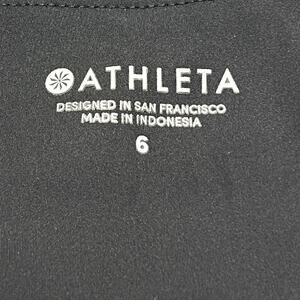 ATHLETA
DESIGNED IN SAN FRANCISCO
MADE IN INDONESIA
6